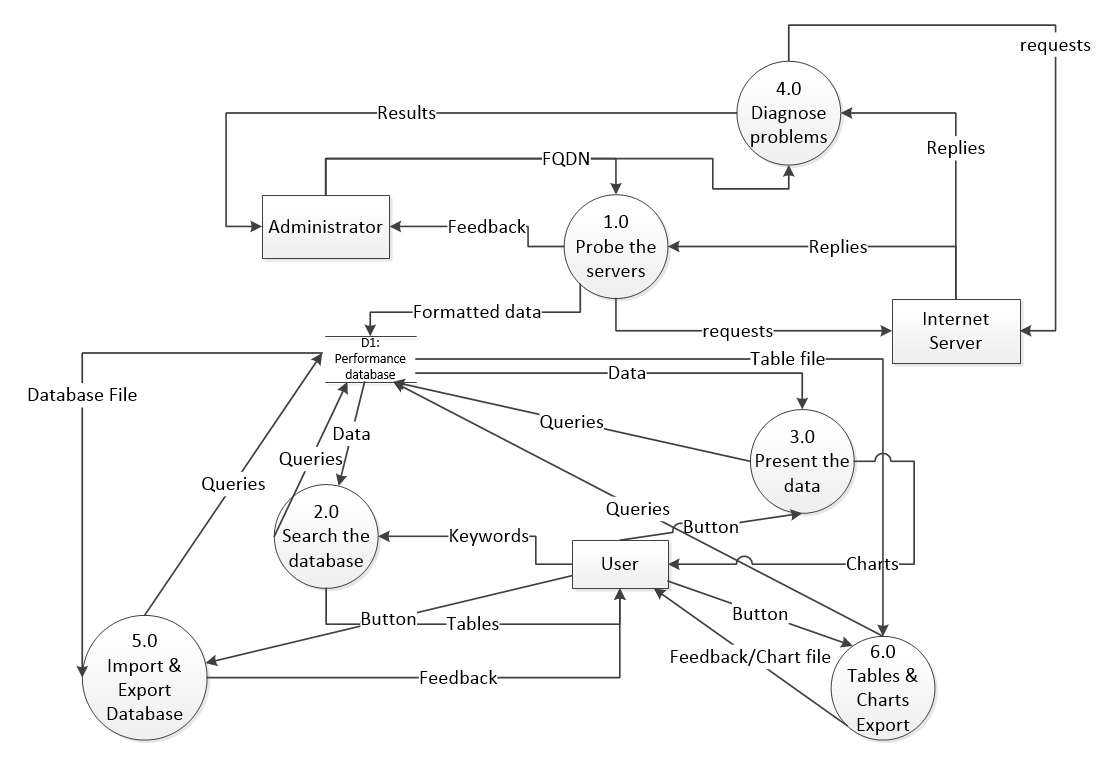 requests
4.0
Diagnose
problems
Results
Replies
FQDN
Administrator
Feedback
1.0
Probe the
servers
Replies
Formatted data
requests
Internet
Server
D1:
Performance
database
Table file
Data
Database File
Queries
Data
Queries
Queries
3.0
Present the
data
2.0
Search the
database
Queries
Button
Keywords
User
Charts
Button
Tables
Button
5.0
Import &
Export
Database
Feedback
Feedback/Chart file
6.0
Tables &
Charts
Export